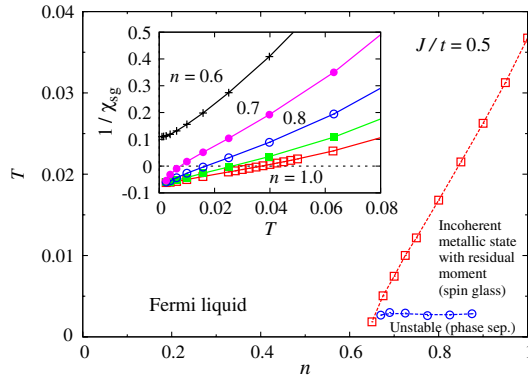 0.04
0.03
0.02
0.01
0
T
0
0.2
0.4
0.6
0.8
1
n
J / t = 0.5
0.5
0.4
0.3
0.2
0.1
0
-0.1
1 / χsg
0
0.02
0.04
0.06
0.08
T
n = 0.6
0.7
0.8
n = 1.0
Fermi liquid
Incoherent
metallic state
with residual
moment
(spin glass)
Unstable (phase sep.)